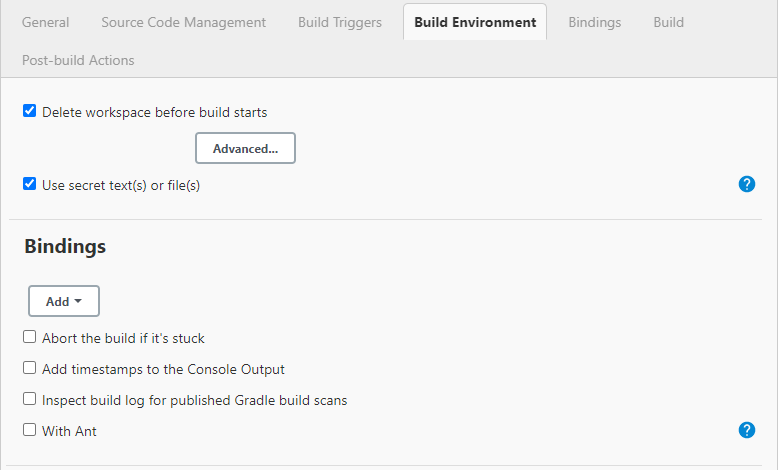 General Source Code Management Build Triggers Build Environment Bindings Build
Post-build Actions
Delete workspace before build starts
Advanced...
Use secret text(s) or file(s)
?
Bindings
Add
Abort the build if it's stuck
Add timestamps to the Console Output
Inspect build log for published Gradle build scans
With Ant
?